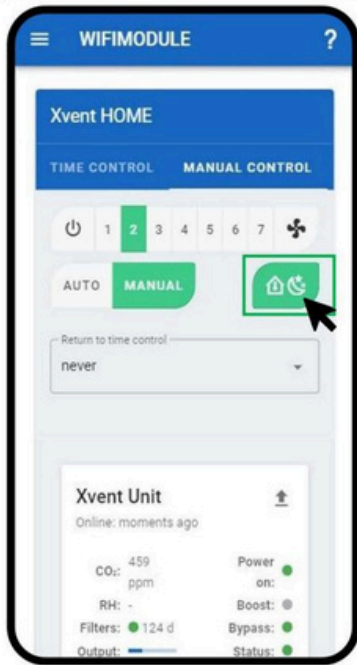 WIFIMODULE ?
Xvent HOME
TIME CONTROL MANUAL CONTROL
1 2 3 4 5 6 7
AUTO MANUAL
Return to time control
never
Xvent Unit
Online: moments ago
CO₂: 459 ppm
Power on:
RH: -
Boost:
Filters: 124 d
Bypass:
Output:
Status: